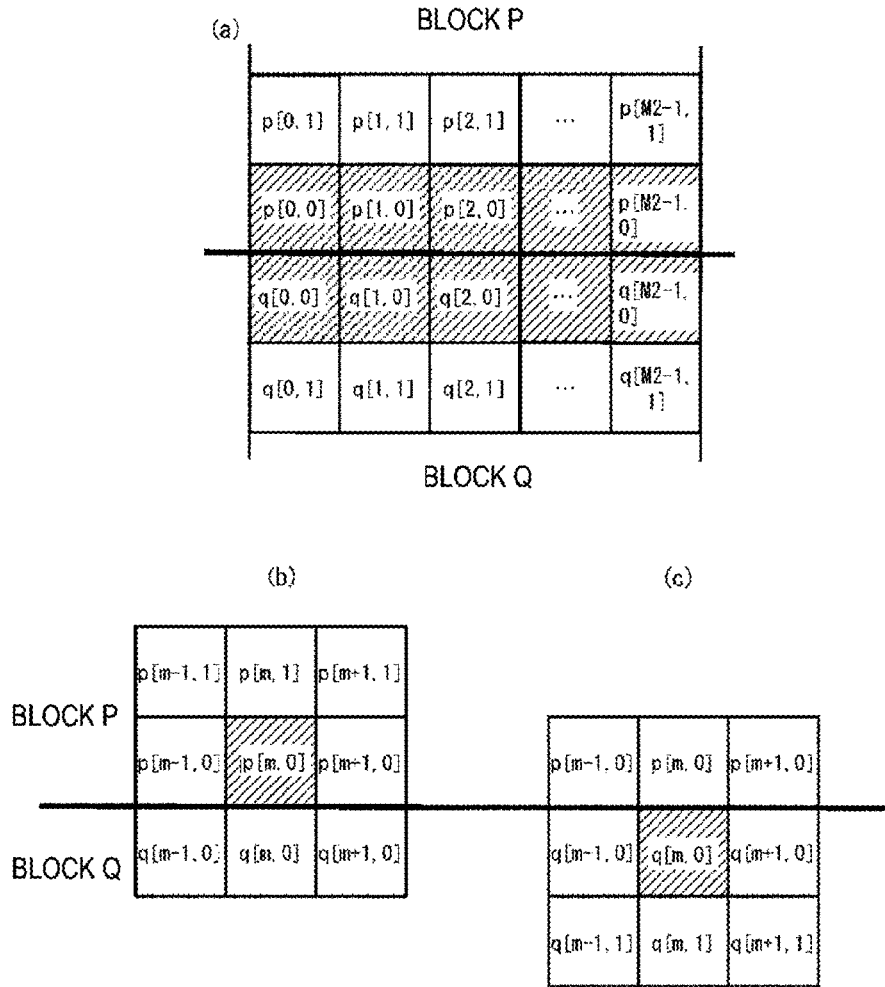 (a)
BLOCK P
p[0, 1] p[1, 1] p[2, 1] ... p[M2-1, 1]
p[0, 0] p[1, 0] p[2, 0] ... p[M2-1, 0]
q[0, 0] q[1, 0] q[2, 0] ... q[M2-1, 0]
q[0, 1] q[1, 1] q[2, 1] ... q[M2-1, 1]
BLOCK Q
(b)
p[m-1, 1] p[m, 1] p[m+1, 1]
BLOCK P
p[m-1, 0] p[m, 0] p[m+1, 0]
BLOCK Q
q[m-1, 0] q[m, 0] q[m+1, 0]
(c)
p[m-1, 0] p[m, 0] p[m+1, 0]
q[m-1, 0] q[m, 0] q[m+1, 0]
q[m-1, 1] q[m, 1] q[m+1, 1]